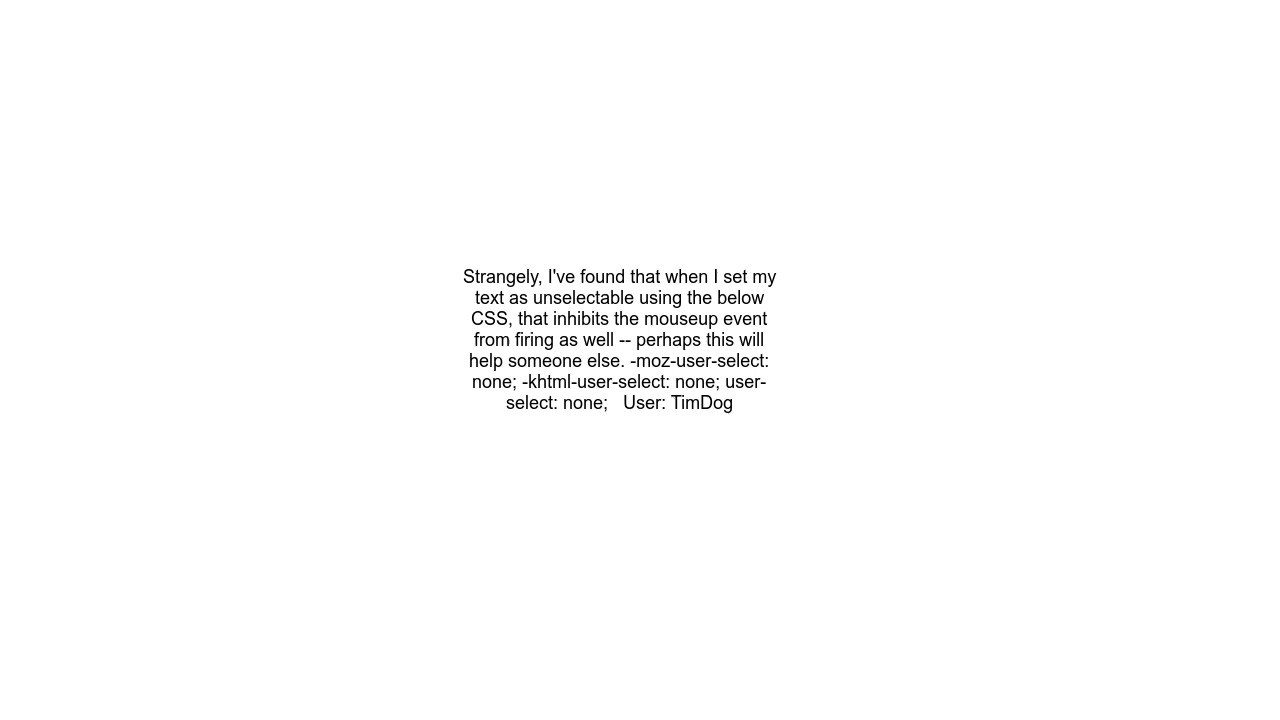 Strangely, I've found that when I set my
text as unselectable using the below
CSS, that inhibits the mouseup event
from firing as well -- perhaps this will
help someone else. -moz-user-select:
none; -khtml-user-select: none; user-
select: none;   User: TimDog